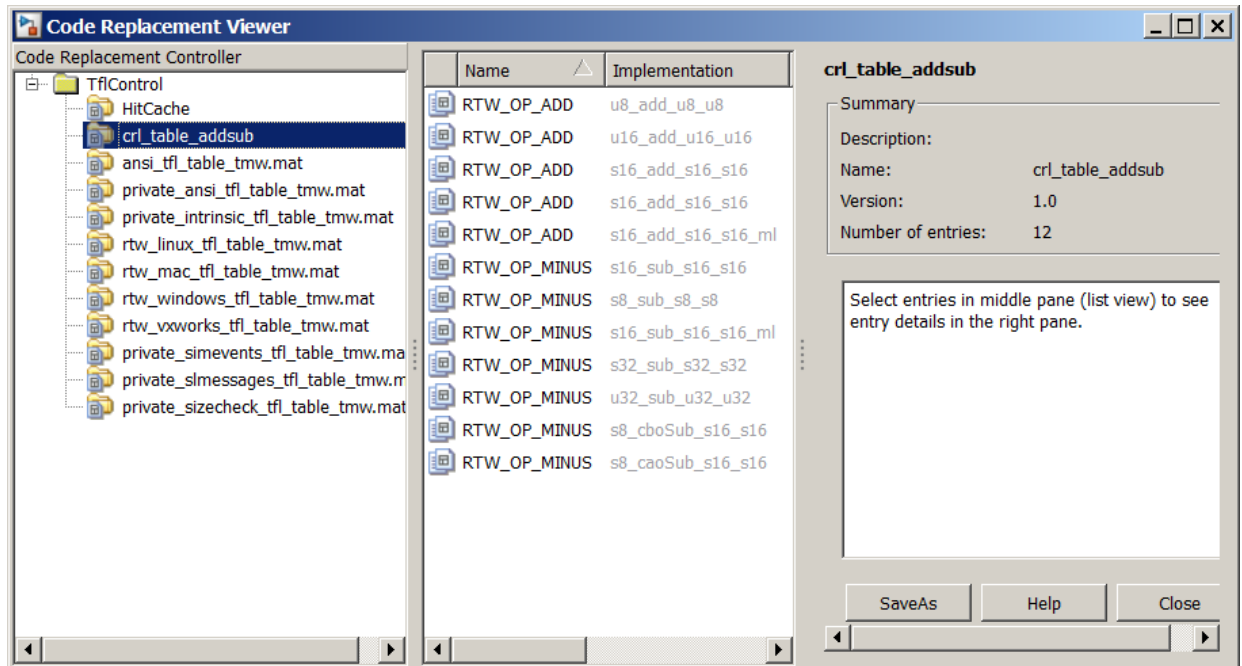 Code Replacement Viewer
Code Replacement Controller
TflControl
HitCache
crl_table_addsub
ansi_tfl_table_tmw.mat
private_ansi_tfl_table_tmw.mat
private_intrinsic_tfl_table_tmw.mat
rtw_linux_tfl_table_tmw.mat
rtw_mac_tfl_table_tmw.mat
rtw_windows_tfl_table_tmw.mat
rtw_vxworks_tfl_table_tmw.mat
private_simevents_tfl_table_tmw.ma
private_slmessages_tfl_table_tmw.m
private_sizecheck_tfl_table_tmw.mat
Name Implementation
RTW_OP_ADD u8_add_u8_u8
RTW_OP_ADD u16_add_u16_u16
RTW_OP_ADD s16_add_s16_s16
RTW_OP_ADD s16_add_s16_s16
RTW_OP_ADD s16_add_s16_s16_ml
RTW_OP_MINUS s16_sub_s16_s16
RTW_OP_MINUS s8_sub_s8_s8
RTW_OP_MINUS s16_sub_s16_s16_ml
RTW_OP_MINUS s32_sub_s32_s32
RTW_OP_MINUS u32_sub_u32_u32
RTW_OP_MINUS s8_cboSub_s16_s16
RTW_OP_MINUS s8_caoSub_s16_s16
crl_table_addsub
Summary
Description:
Name: crl_table_addsub
Version: 1.0
Number of entries: 12
Select entries in middle pane (list view) to see
entry details in the right pane.
SaveAs Help Close